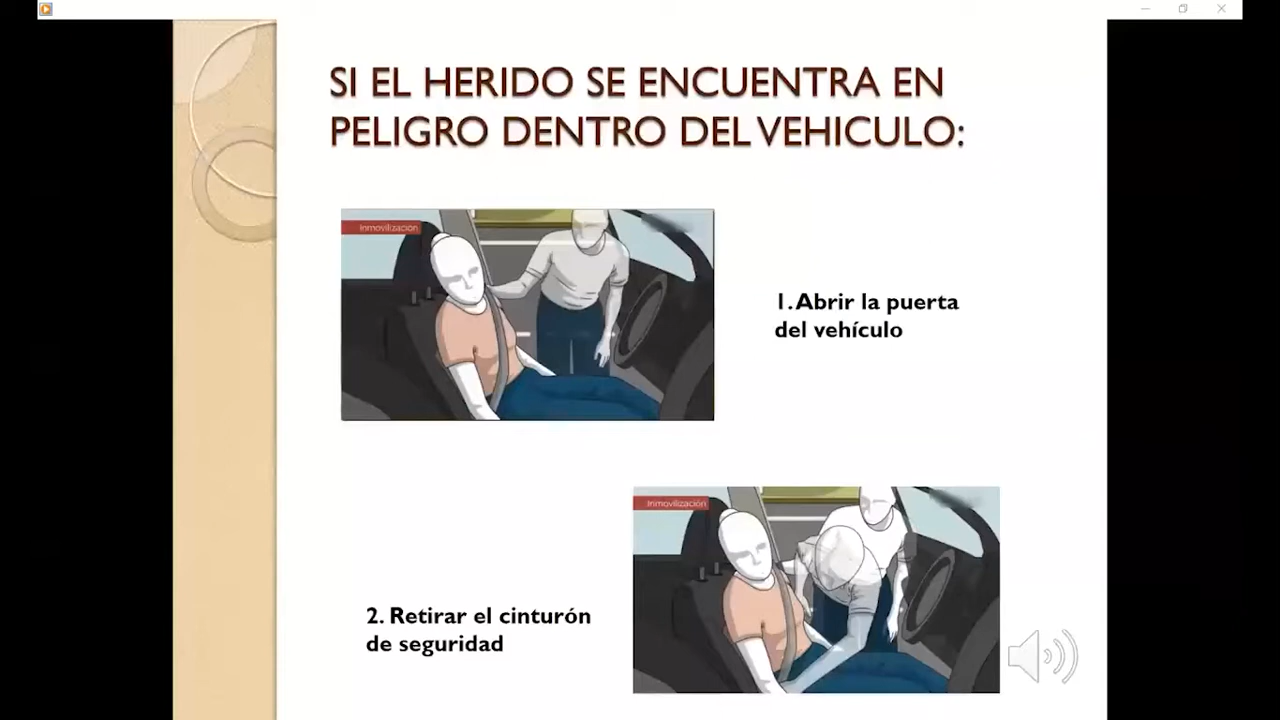 SI EL HERIDO SE ENCUENTRA EN
PELIGRO DENTRO DEL VEHICULO:
Inmovilización
1. Abrir la puerta
del vehículo
Inmovilización
2. Retirar el cinturón
de seguridad